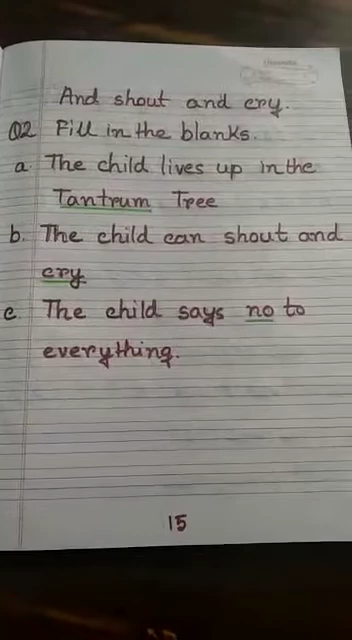 And shout and cry.
Q2 Fill in the blanks.
a. The child lives up in the
Tantrum Tree
b. The child can shout and
cry
c. The child says no to
everything.
15